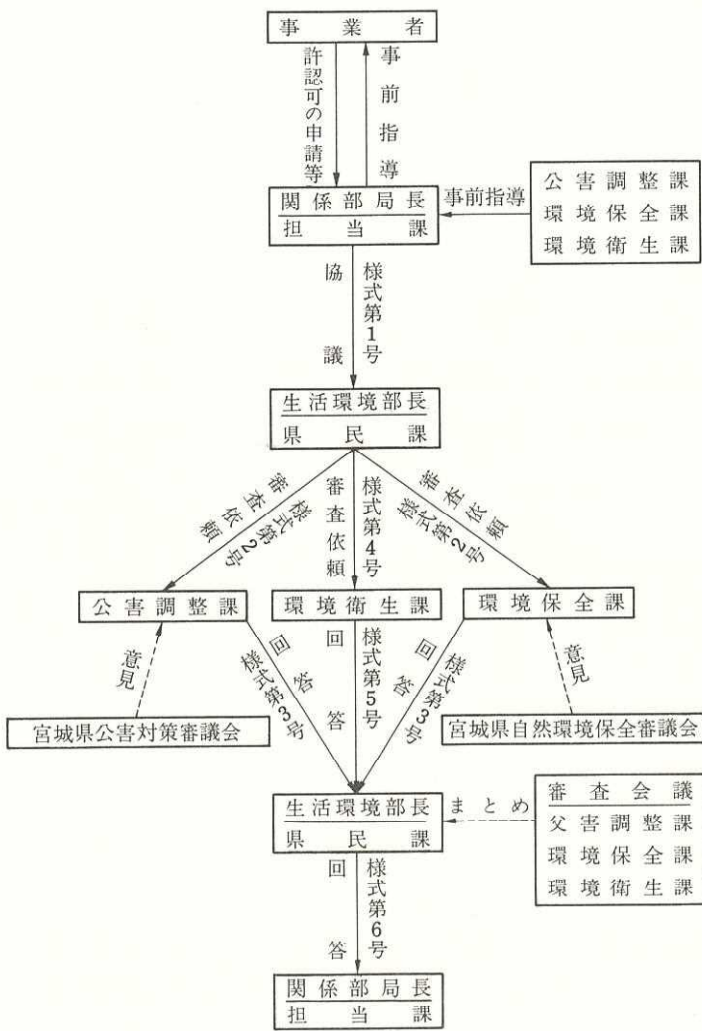 事業者
許認可の申請等
事前指導
関係部局長
担当課
事前指導
公害調整課
環境保全課
環境衛生課
協議
様式第1号
生活環境部長
県民課
審査依頼
様式第2号
審査依頼
様式第4号
審査依頼
様式第2号
公害調整課
環境衛生課
環境保全課
意見
回答
様式第3号
回答
様式第5号
回答
様式第3号
意見
宮城県公害対策審議会
宮城県自然環境保全審議会
生活環境部長
県民課
まとめ
審査会議
父害調整課
環境保全課
環境衛生課
回答
様式第6号
関係部局長
担当課